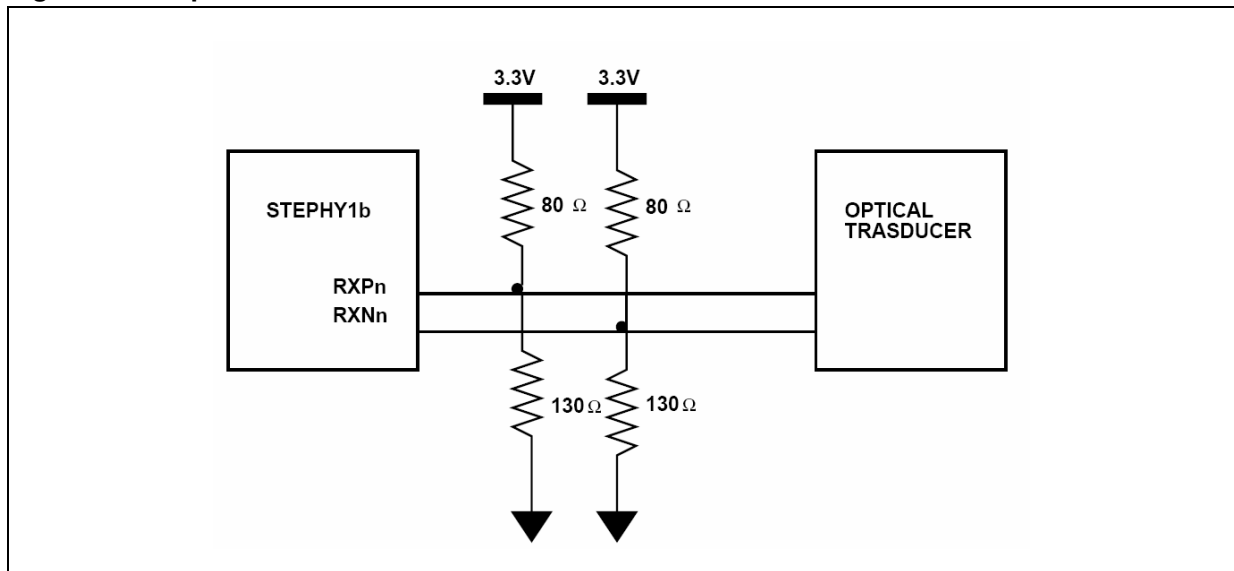 3.3V 3.3V
STEPHY1b
80 Ω 80 Ω
OPTICAL
TRASDUCER
RXPn
RXNn
130 Ω 130 Ω